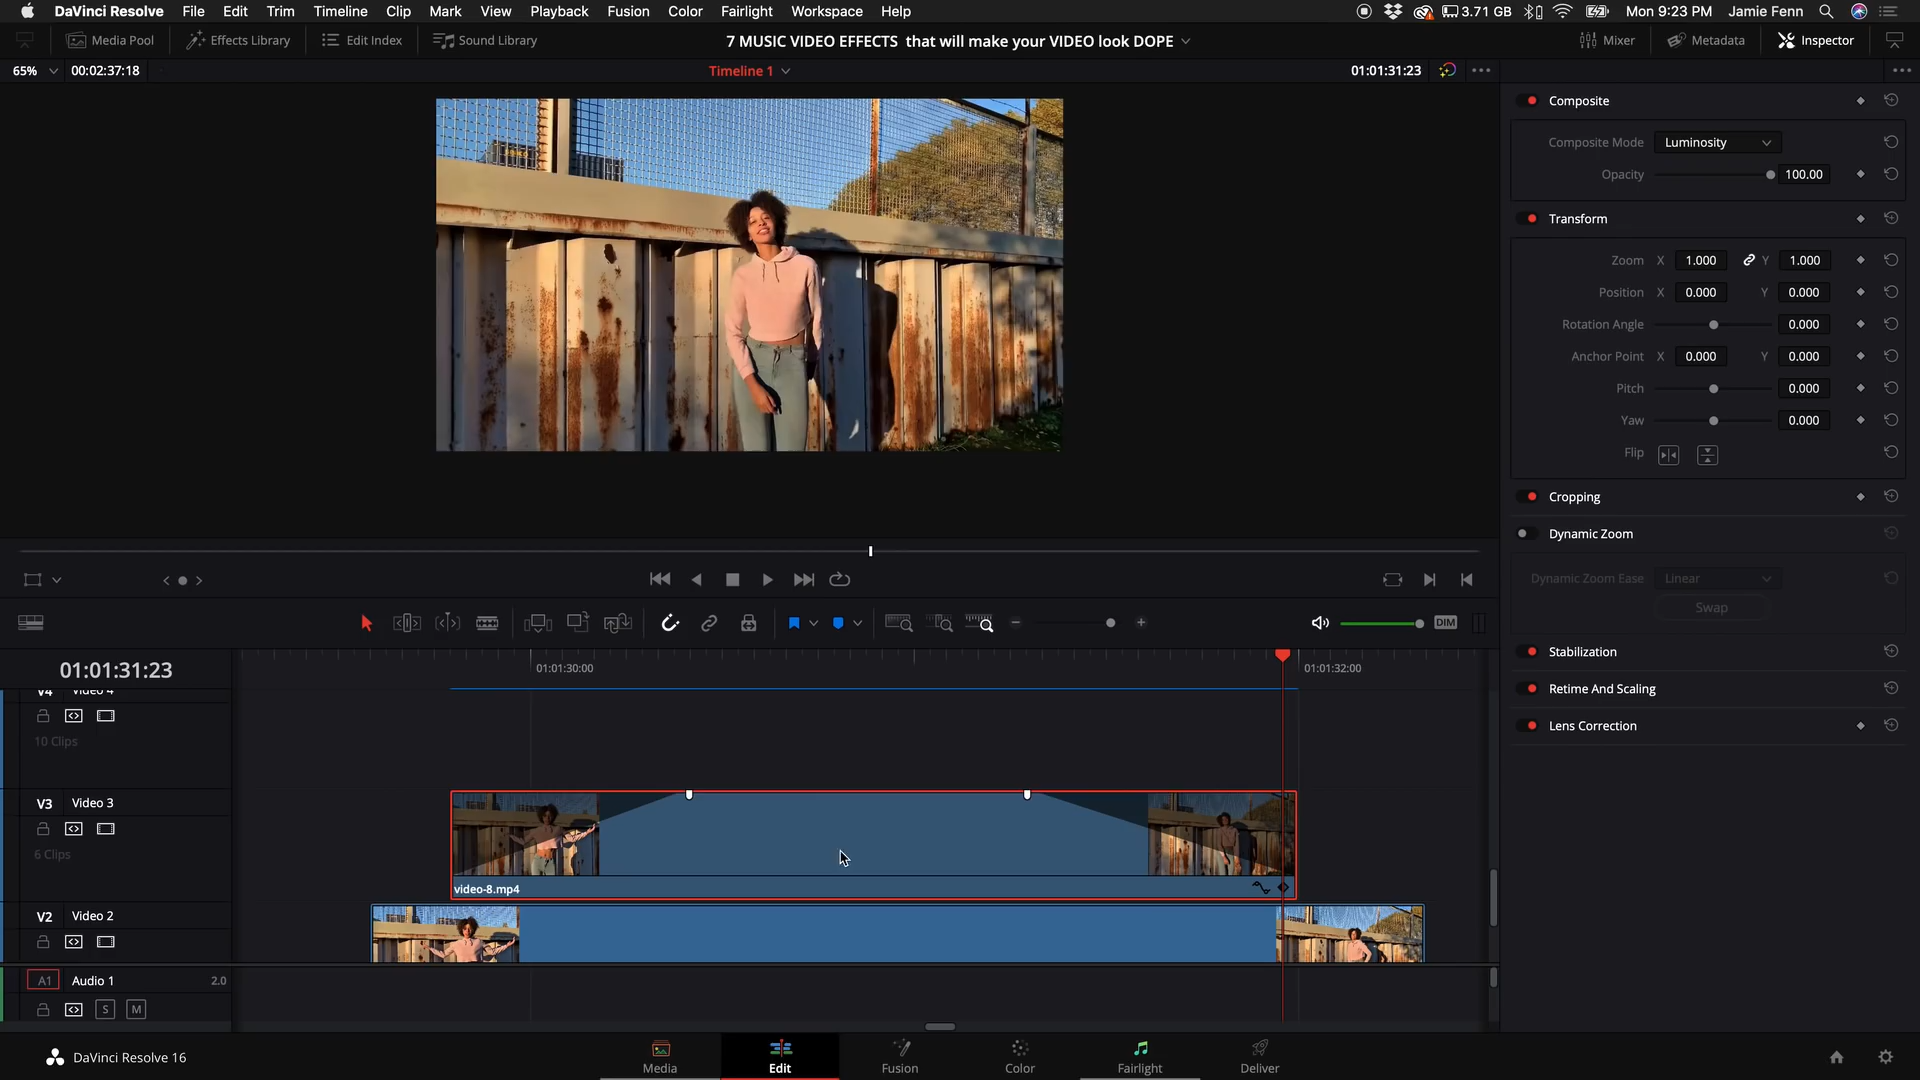 DaVinci Resolve File Edit Trim Timeline Clip Mark View Playback Fusion Color Fairlight Workspace Help 3.71 GB Mon 9:23 PM Jamie Fenn
Media Pool Effects Library Edit Index Sound Library 7 MUSIC VIDEO EFFECTS that will make your VIDEO look DOPE Mixer Metadata Inspector
65% 00:02:37:18 Timeline 1 01:01:31:23
Composite
Composite Mode Luminosity
Opacity 100.00
Transform
Zoom X 1.000 Y 1.000
Position X 0.000 Y 0.000
Rotation Angle 0.000
Anchor Point X 0.000 Y 0.000
Pitch 0.000
Yaw 0.000
Flip
Cropping
Dynamic Zoom
Dynamic Zoom Ease Linear
Swap
Stabilization
Retime And Scaling
Lens Correction
DIM
01:01:31:23 01:01:30:00 01:01:32:00
V4 Video 4
10 Clips
V3 Video 3
6 Clips
video-8.mp4
V2 Video 2
A1 Audio 1 2.0
S M
DaVinci Resolve 16
Media Edit Fusion Color Fairlight Deliver